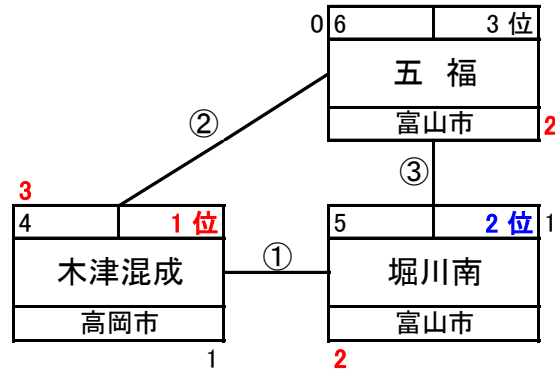 0 6 3 位
五 福
② 富山市 2
③
3
4 1 位 5 2 位 1
木津混成 ① 堀川南
高岡市 富山市
1 2